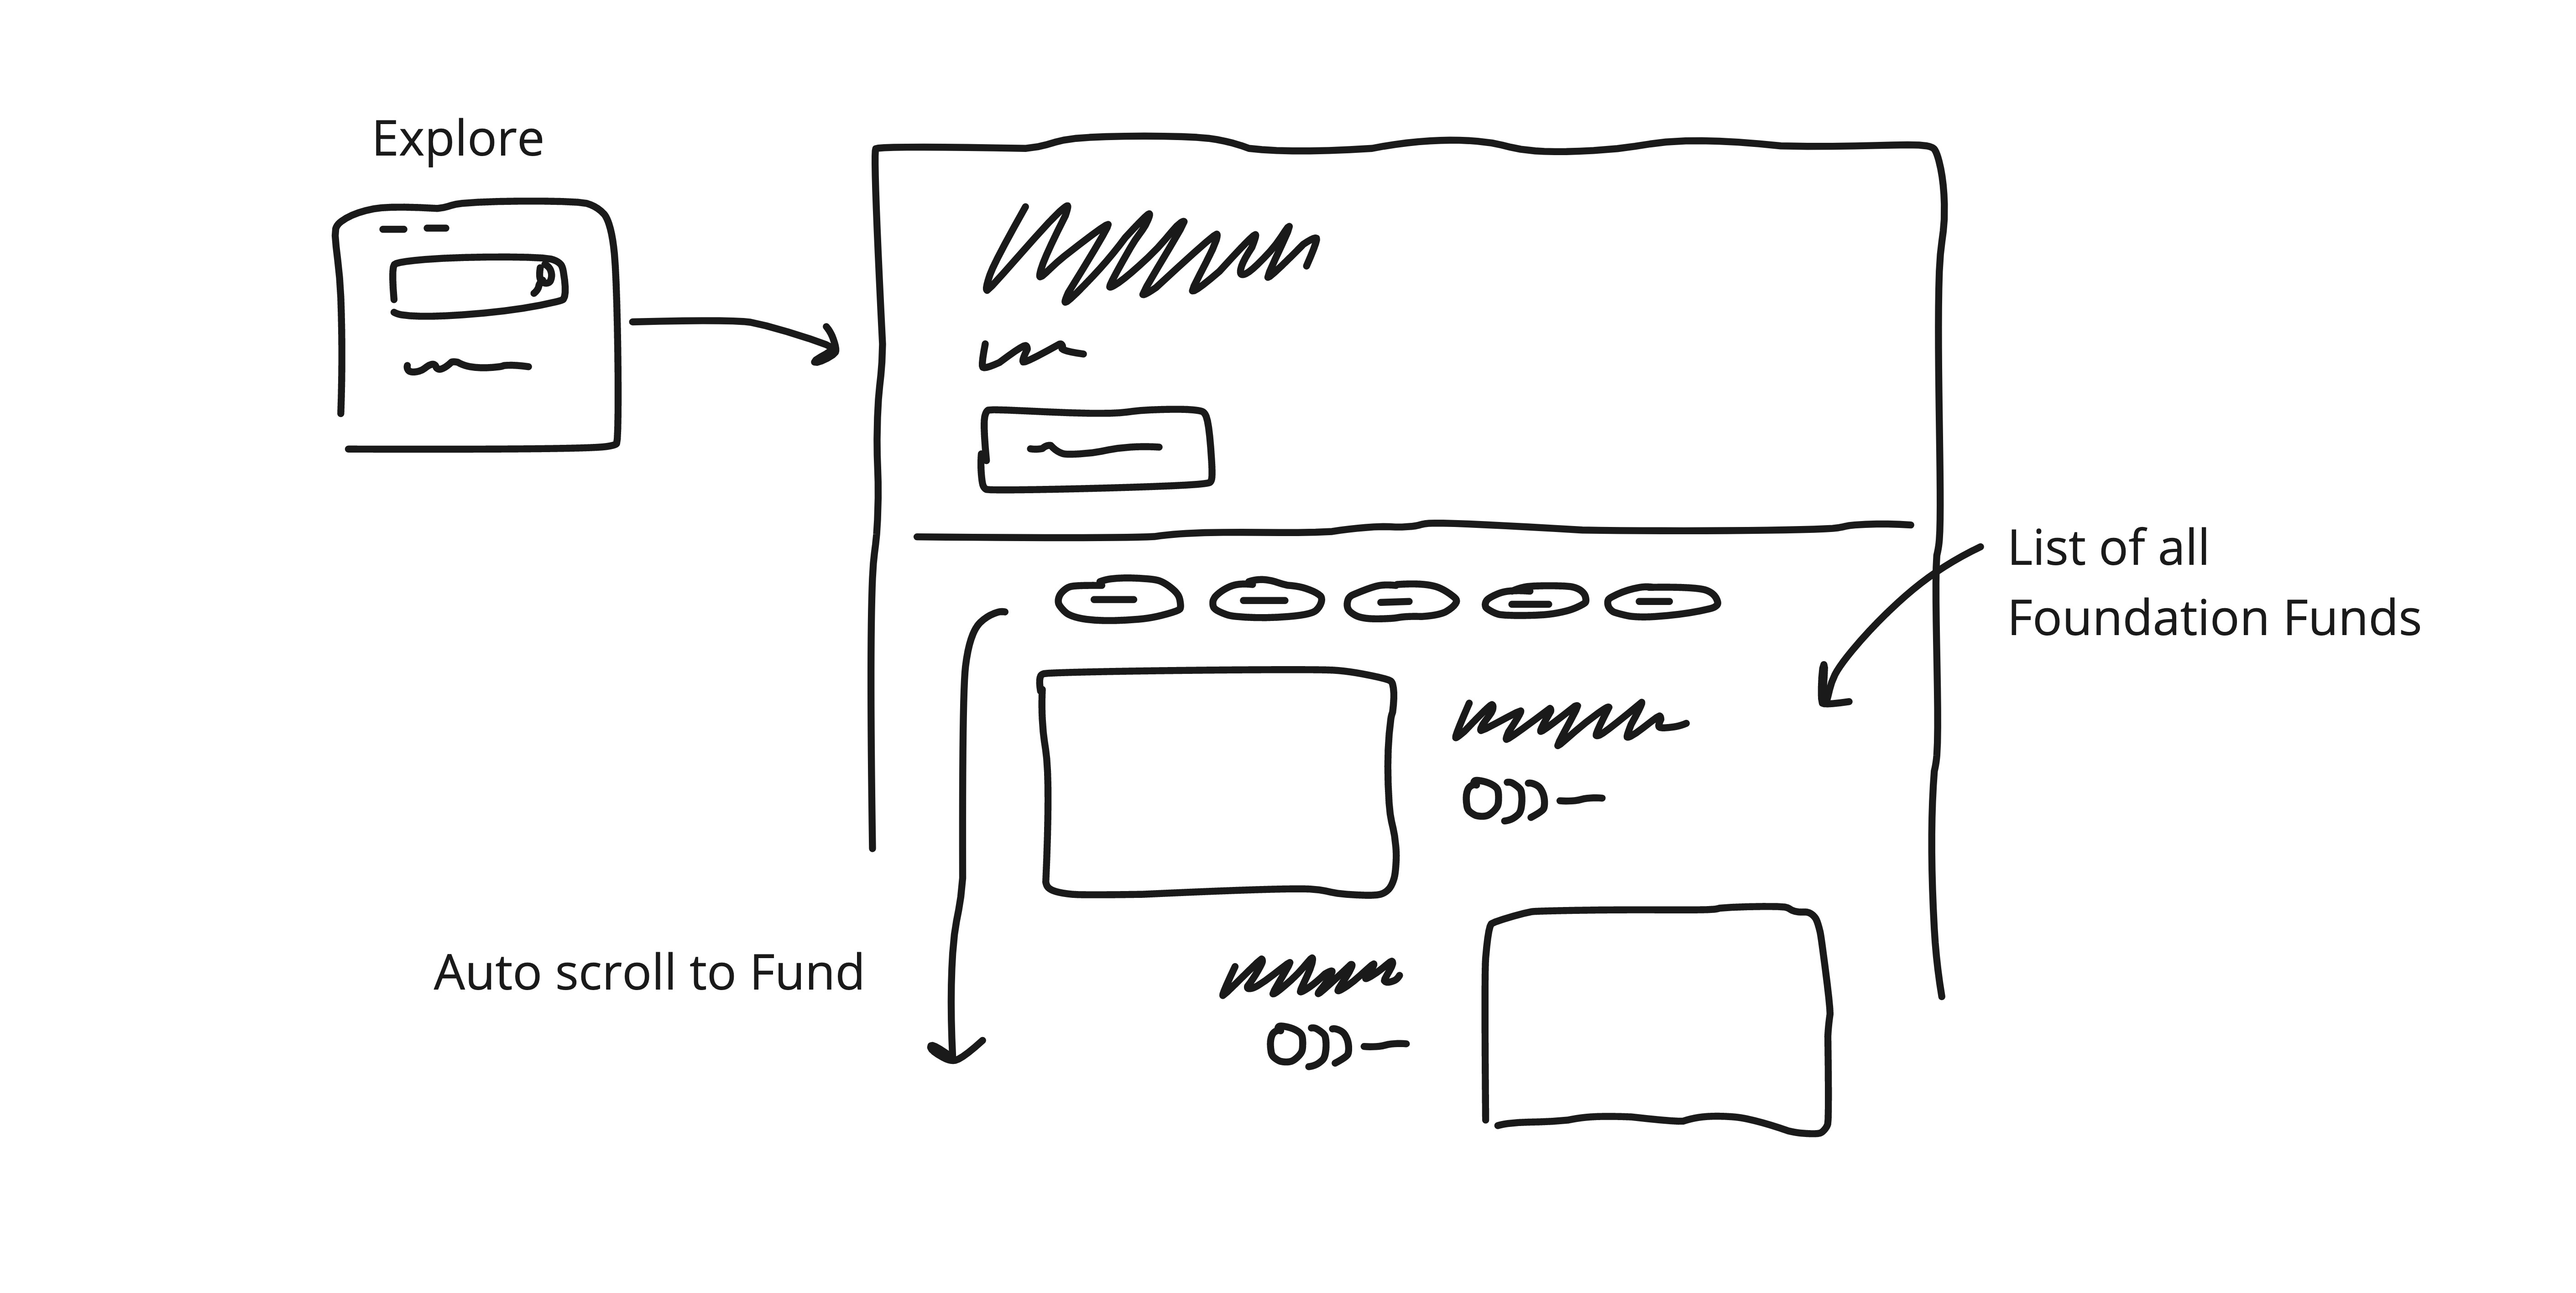 Explore
List of all
Foundation Funds
Auto scroll to Fund